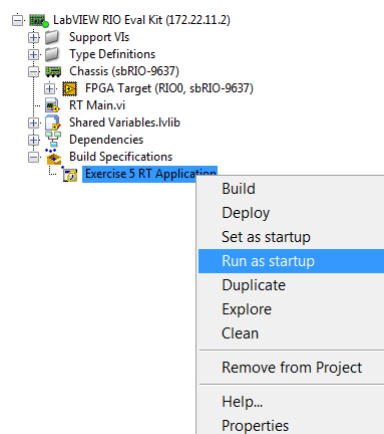 LabVIEW RIO Eval Kit (172.22.11.2)
Support VIs
Type Definitions
Chassis (sbRIO-9637)
FPGA Target (RIO0, sbRIO-9637)
RT Main.vi
Shared Variables.lvlib
Dependencies
Build Specifications
Exercise 5 RT Application
Build
Deploy
Set as startup
Run as startup
Duplicate
Explore
Clean
Remove from Project
Help...
Properties